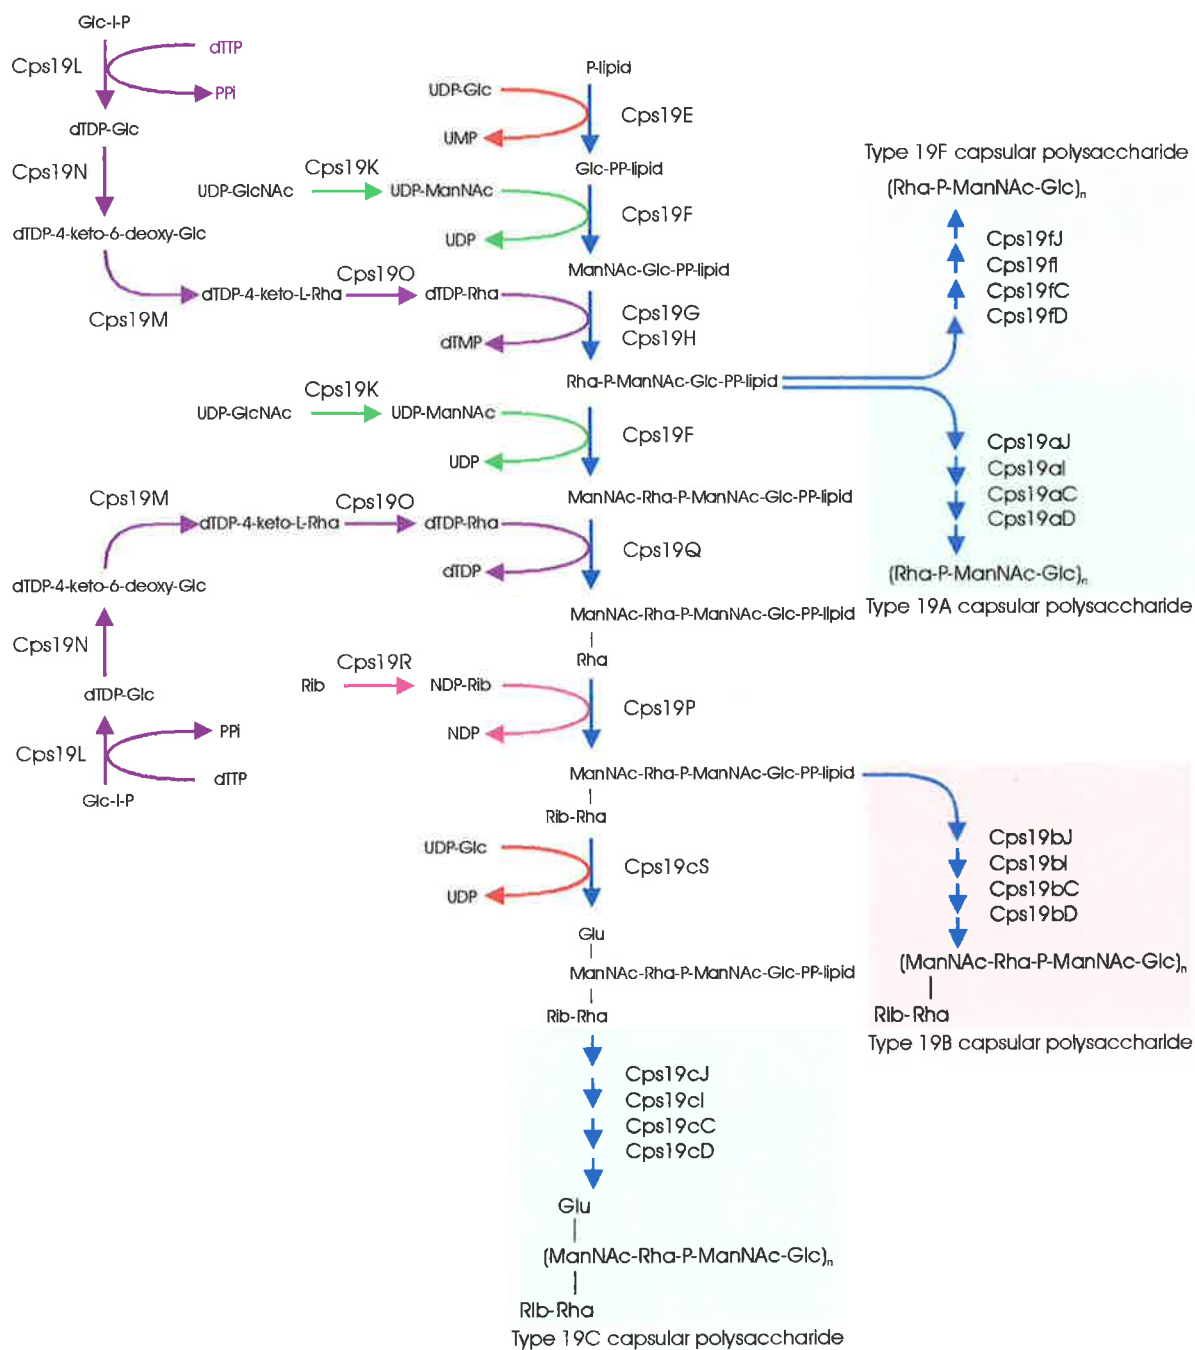 Glc-l-P
Cps19L
dTTP
PPi
dTDP-Glc
Cps19N
dTDP-4-keto-6-deoxy-Glc
Cps19M
dTDP-4-keto-L-Rha
Cps19O
dTDP-Rha
dTMP
UDP-GlcNAc
Cps19K
UDP-ManNAc
UDP
UDP-Glc
UMP
P-lipid
Cps19E
Glc-PP-lipid
Cps19F
ManNAc-Glc-PP-lipid
Cps19G
Cps19H
Rha-P-ManNAc-Glc-PP-lipid
Type 19F capsular polysaccharide
(Rha-P-ManNAc-Glc)n
Cps19fJ
Cps19fI
Cps19fC
Cps19fD
Cps19aJ
Cps19aI
Cps19aC
Cps19aD
(Rha-P-ManNAc-Glc)n
Type 19A capsular polysaccharide
UDP-GlcNAc
Cps19K
UDP-ManNAc
UDP
Cps19F
ManNAc-Rha-P-ManNAc-Glc-PP-lipid
Cps19M
dTDP-4-keto-L-Rha
Cps19O
dTDP-Rha
dTDP
Cps19Q
dTDP-4-keto-6-deoxy-Glc
Cps19N
dTDP-Glc
Cps19L
PPi
dTTP
Glc-l-P
ManNAc-Rha-P-ManNAc-Glc-PP-lipid
Rha
Rib
Cps19R
NDP-Rib
NDP
Cps19P
ManNAc-Rha-P-ManNAc-Glc-PP-lipid
Rib-Rha
Cps19bJ
Cps19bI
Cps19bC
Cps19bD
(ManNAc-Rha-P-ManNAc-Glc)n
Rib-Rha
Type 19B capsular polysaccharide
UDP-Glc
UDP
Cps19cS
Glu
ManNAc-Rha-P-ManNAc-Glc-PP-lipid
Rib-Rha
Cps19cJ
Cps19cI
Cps19cC
Cps19cD
Glu
(ManNAc-Rha-P-ManNAc-Glc)n
Rib-Rha
Type 19C capsular polysaccharide